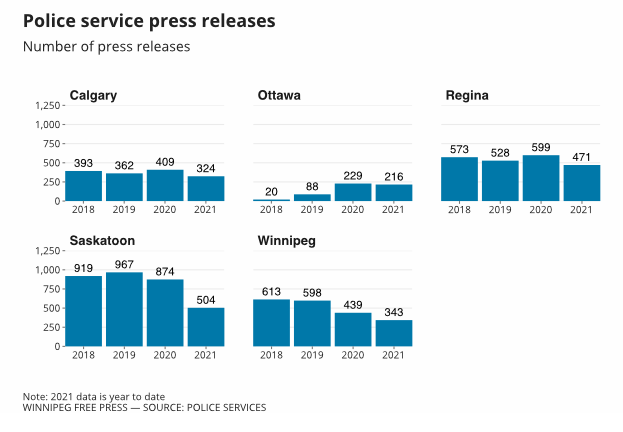 Police service press releases
Number of press releases
Calgary
Ottawa
Regina
1,250
1,000
750
500
250
0
393 362 409 324
20 88 229 216
573 528 599 471
2018 2019 2020 2021
2018 2019 2020 2021
2018 2019 2020 2021
Saskatoon
Winnipeg
1,250
1,000
750
500
250
0
919 967 874 504
613 598 439 343
2018 2019 2020 2021
2018 2019 2020 2021
Note: 2021 data is year to date
WINNIPEG FREE PRESS — SOURCE: POLICE SERVICES